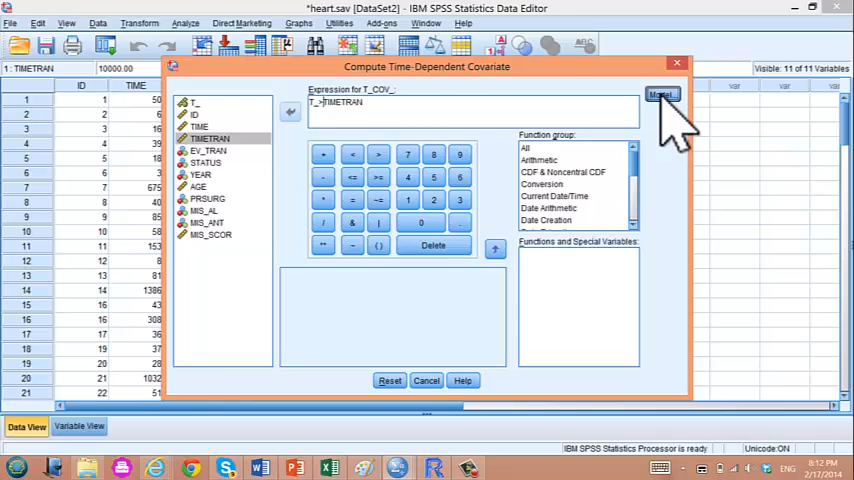 *heart.sav [DataSet2] - IBM SPSS Statistics Data Editor
File Edit View Data Transform Analyze Direct Marketing Graphs Utilities Add-ons Window Help
1 : TIMETRAN 10000.00 Visible: 11 of 11 Variables
ID TIME var var
1 1 50
2 2 6
3 3 16
4 4 39
5 5 18
6 6 3
7 7 675
8 8 40
9 9 85
10 10 58
11 11 153
12 12 8
13 13 81
14 14 1386
15 15 43
16 16 308
17 17 36
18 18 37
19 19 28
20 20 1032
21 22 51
Compute Time-Dependent Covariate
Expression for T_COV_:
T_>TIMETRAN
T_
ID
TIME
TIMETRAN
EV_TRAN
STATUS
YEAR
AGE
PRSURG
MIS_AL
MIS_ANT
MIS_SCOR
+ < > 7 8 9
- <= >= 4 5 6
* = ~= 1 2 3
/ & | 0 .
** ~ ( ) Delete
Function group:
All
Arithmetic
CDF & Noncentral CDF
Conversion
Current Date/Time
Date Arithmetic
Date Creation
Functions and Special Variables:
Reset Cancel Help
Data View Variable View
IBM SPSS Statistics Processor is ready Unicode:ON
ENG 8:12 PM
2/17/2014